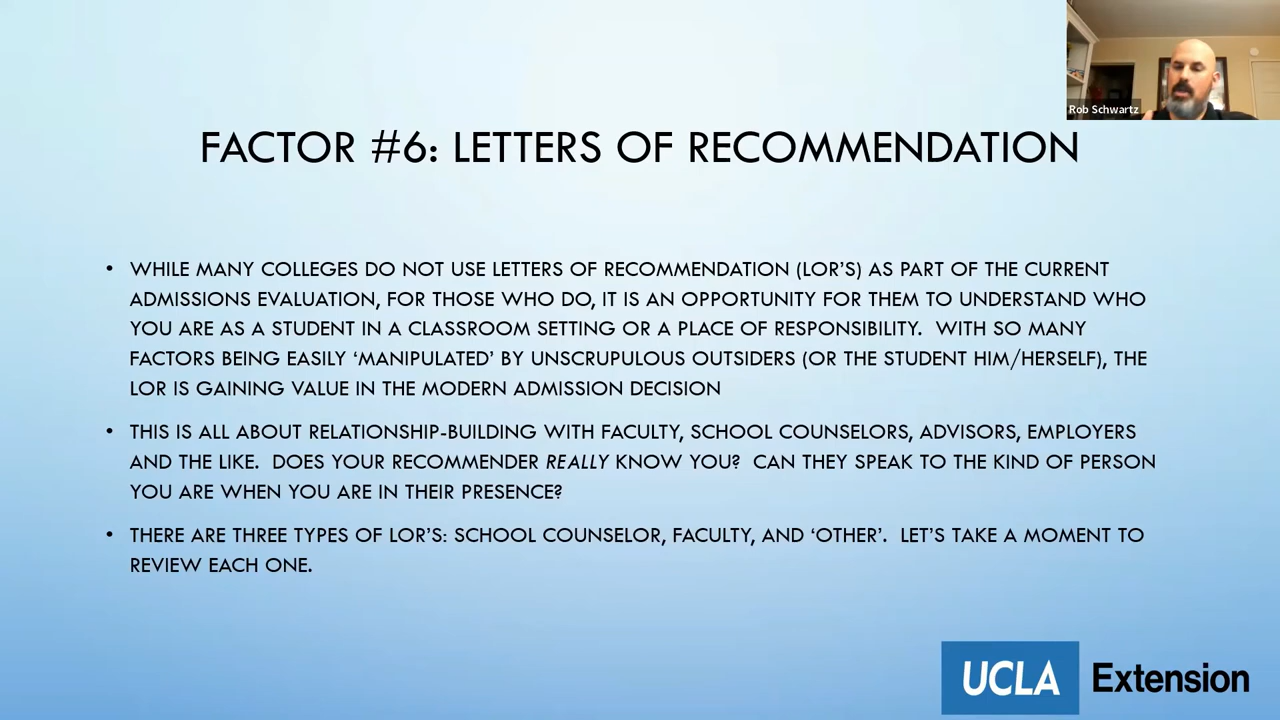 Rob Schwartz
FACTOR #6: LETTERS OF RECOMMENDATION
• WHILE MANY COLLEGES DO NOT USE LETTERS OF RECOMMENDATION (LOR’S) AS PART OF THE CURRENT
ADMISSIONS EVALUATION, FOR THOSE WHO DO, IT IS AN OPPORTUNITY FOR THEM TO UNDERSTAND WHO
YOU ARE AS A STUDENT IN A CLASSROOM SETTING OR A PLACE OF RESPONSIBILITY. WITH SO MANY
FACTORS BEING EASILY ‘MANIPULATED’ BY UNSCRUPULOUS OUTSIDERS (OR THE STUDENT HIM/HERSELF), THE
LOR IS GAINING VALUE IN THE MODERN ADMISSION DECISION
• THIS IS ALL ABOUT RELATIONSHIP-BUILDING WITH FACULTY, SCHOOL COUNSELORS, ADVISORS, EMPLOYERS
AND THE LIKE. DOES YOUR RECOMMENDER REALLY KNOW YOU? CAN THEY SPEAK TO THE KIND OF PERSON
YOU ARE WHEN YOU ARE IN THEIR PRESENCE?
• THERE ARE THREE TYPES OF LOR’S: SCHOOL COUNSELOR, FACULTY, AND ‘OTHER’. LET’S TAKE A MOMENT TO
REVIEW EACH ONE.
UCLA Extension